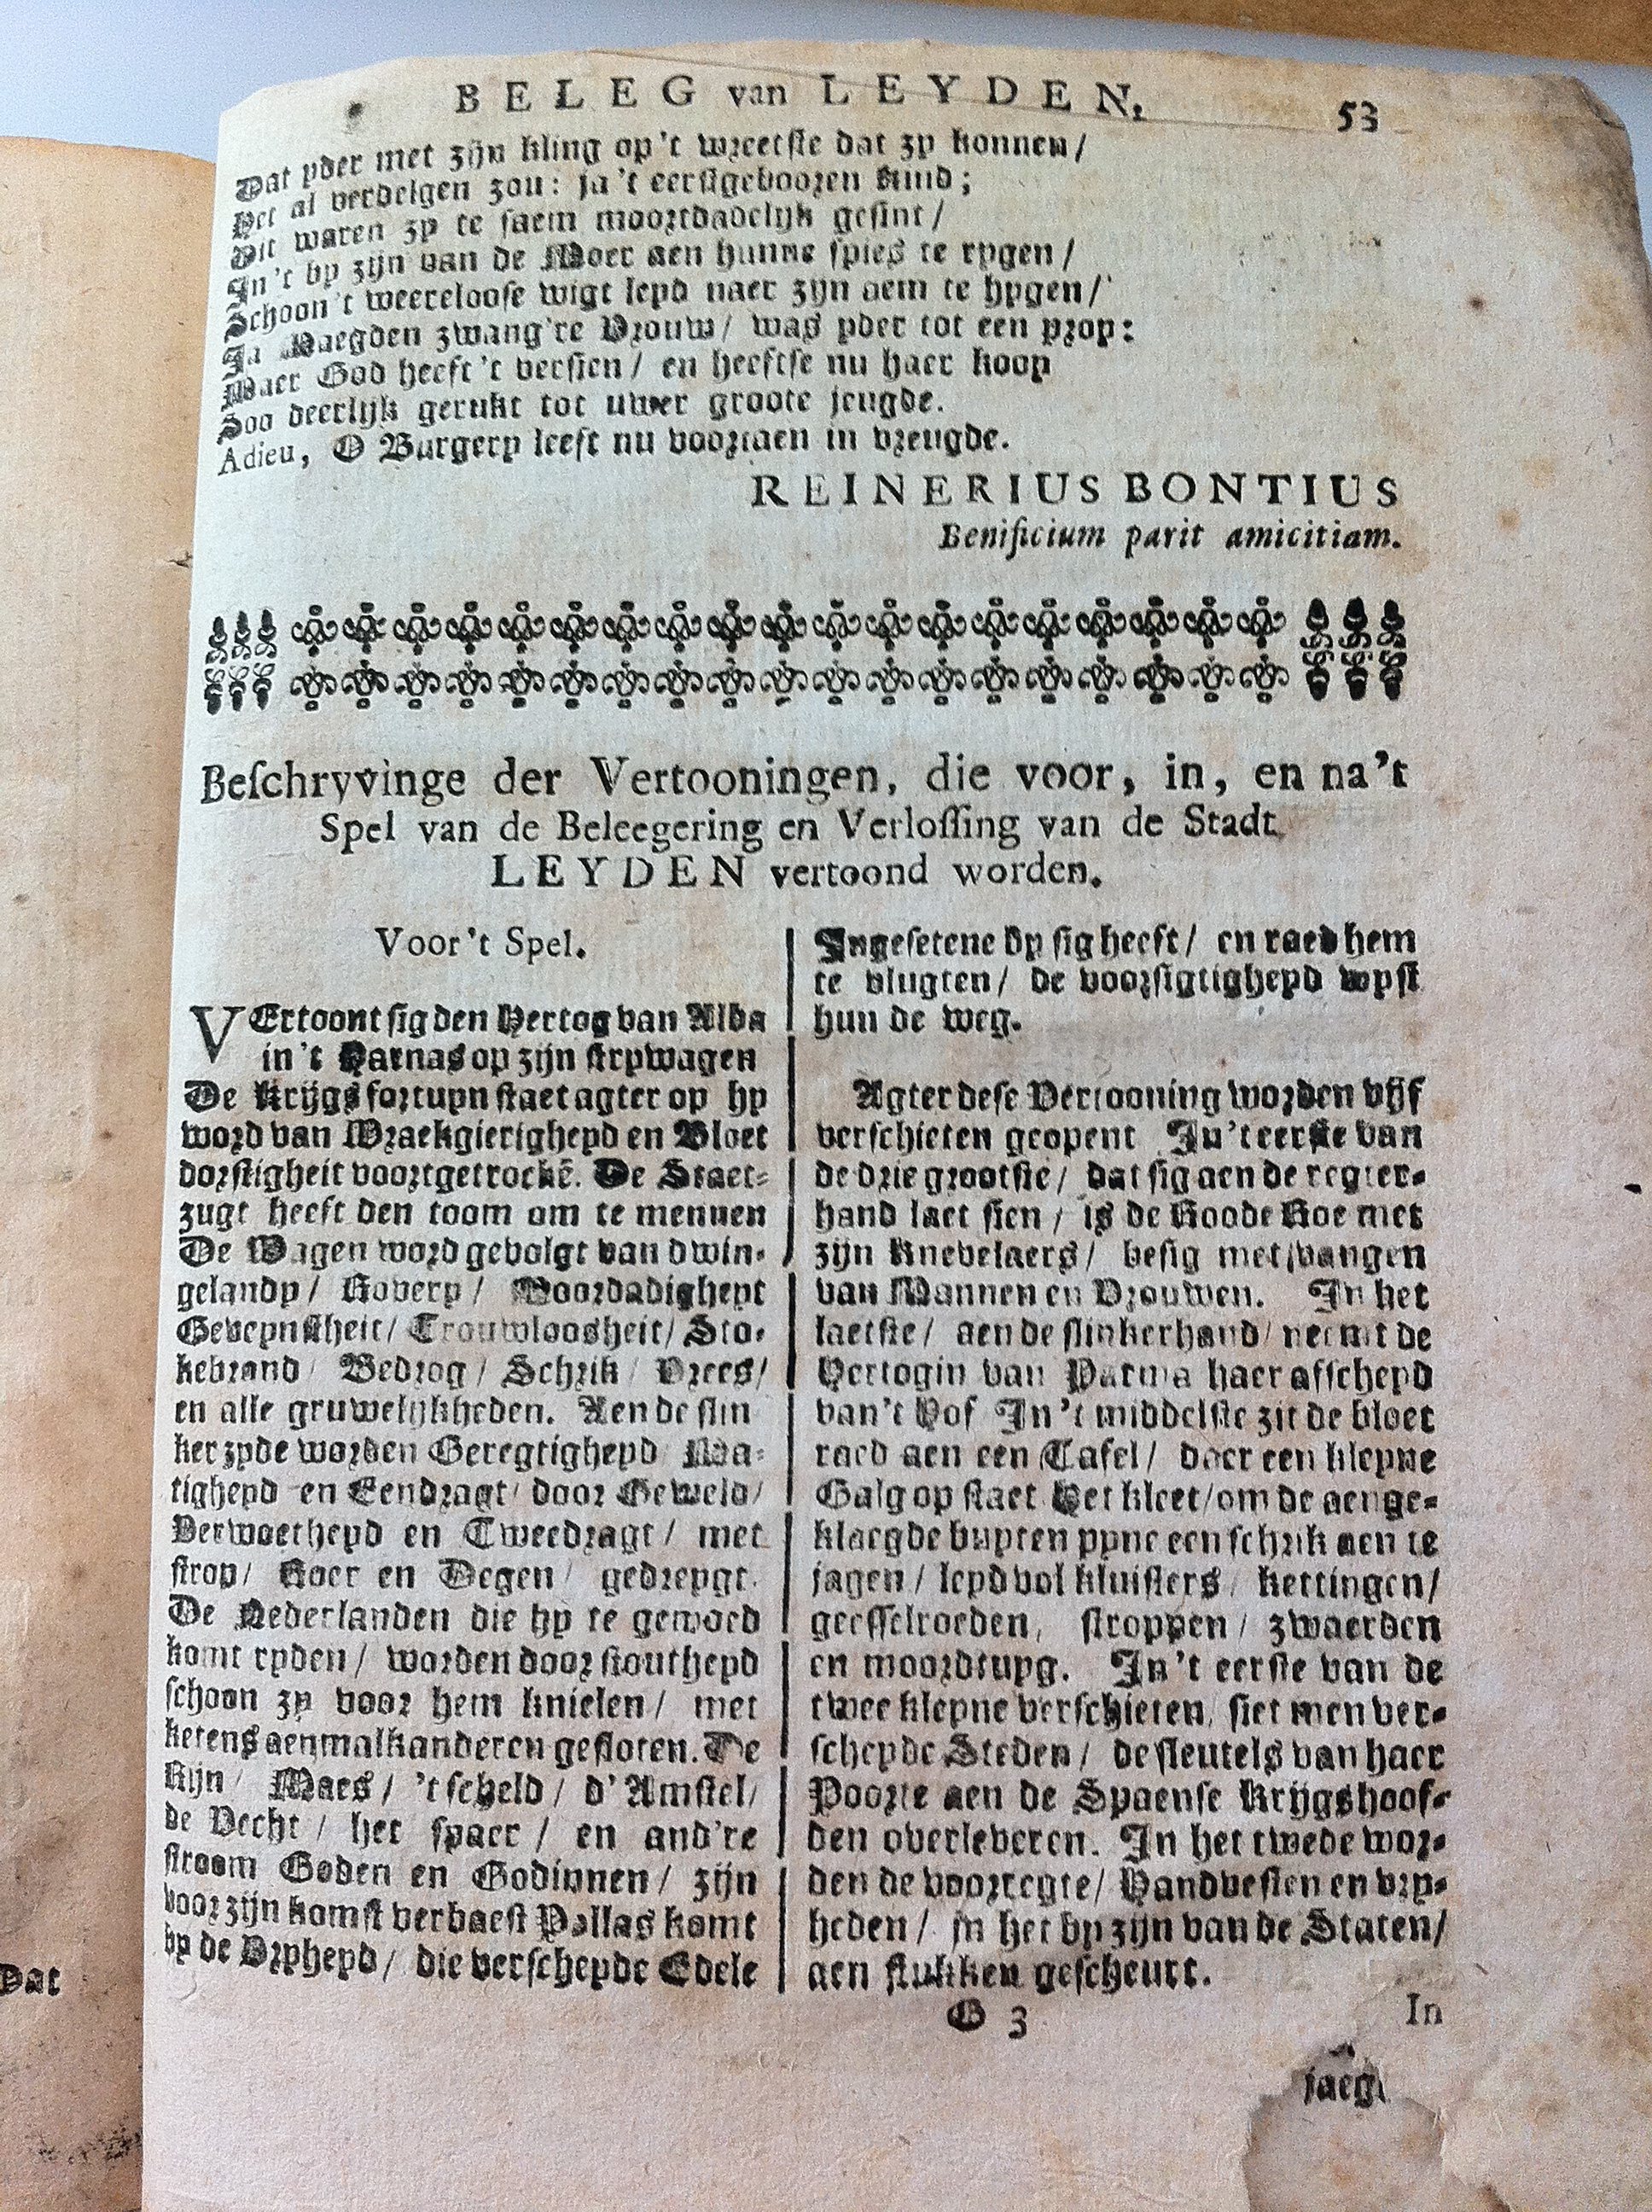 BELEG van LEYDEN. 53
Dat yder met zijn kling op't wreetste dat zy konnen/
Het al verdelgen zou: ja 't eerstgebooren kind;
Dit waren zy te saem moortdadelijk gesint/
In't by zijn van de Moer aen hunne spies te rygen/
Schoon 't weereloose wigt leyd naer zijn aem te hygen/
Ja Maegden zwang're Vrouw/ was yder tot een prop:
Maer God heeft 't versien/ en heeftse nu haer koop
Soo deerlijk gerukt tot uwer groote jeugde.
Adieu, O Burgery leeft nu voortaen in vreugde.
REINERIUS BONTIUS
Benificium parit amicitiam.
Beschryvinge der Vertooningen, die voor, in, en na't
Spel van de Beleegering en Verlossing van de Stadt
LEYDEN vertoond worden.
Voor't Spel.
VErtoont sig den Hertog van Alba
in't Harnas op zijn strywagen
De Krijgs fortuyn staet agter op hy
word van Wraekgierigheyd en Bloet
dorstigheit voortgetrockē. De Staet-
zugt heeft den toom om te mennen
De Wagen word gevolgt van dwin-
gelandy/ Rovery/ Moordadigheyt
Geveynstheit/ Trouwloosheit/ Sto-
kebrand/ Bedrog/ Schrik/ Vrees/
en alle gruwelijkheden. Aen de slin
ker zyde worden Geregtigheyd Ma-
tigheyd en Eendragt/ door Geweld/
Verwoetheyd en Tweedragt/ met
strop/ Roer en Degen/ gedreygt.
De Nederlanden die hy te gemoed
komt ryden/ worden door stoutheyd
schoon zy voor hem knielen/ met
ketens aenmalkanderen gesloten. De
Rijn/ Maes/ 't scheld/ d'Amstel/
de Vecht/ het spaer/ en and're
stroom Goden en Godinnen/ zijn
voor zijn komst verbaest Pallas komt
by de Vryheyd/ die verscheyde Edele
Ingesetene by sig heeft/ en raed hem
te vlugten/ de voorsigtigheyd wyst
hun de weg.
Agter dese Vertooning worden vijf
verschieten geopent In't eerste van
de drie grootste/ dat sig aen de regter-
hand laet sien/ is de Roode Roe met
zijn Knevelaers/ besig met vangen
van Mannen en Vrouwen. In het
laetste/ aen de slinkerhand/ neemt de
Hertogin van Parma haer afscheyd
van't Hof In't middelste zit de bloet
raed aen een Tafel/ daer een kleyne
Galg op staet Het kleet/ om de aenge-
klaegde buyten pyne een schrik aen te
jagen/ leyd vol kluisters/ kettingen/
geesselroeden, stroppen/ zwaerden
en moordtuyg. In't eerste van de
twee kleyne verschieten, siet men ver-
scheyde Steden/ de sleutels van haer
Poorte aen de Spaense Krijgshoof-
den overleveren. In het twede wor-
den de voorregte/ Handvesten en vry-
heden/ in het by zijn van de Staten/
aen stukken gescheurt.
G 3 In
jaeg
Dat